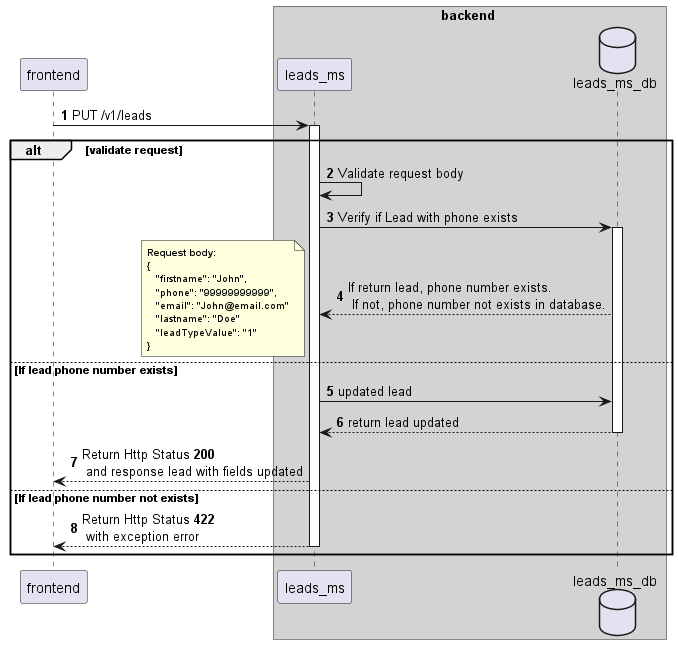 backend
frontend
leads_ms
leads_ms_db
1 PUT /v1/leads
alt
[validate request]
2 Validate request body
3 Verify if Lead with phone exists
Request body:
{
"firstname": "John",
"phone": "99999999999",
"email": "John@email.com"
"lastname": "Doe"
"leadTypeValue": "1"
}
4 If return lead, phone number exists.
If not, phone number not exists in database.
[If lead phone number exists]
5 updated lead
6 return lead updated
7 Return Http Status 200
and response lead with fields updated
[If lead phone number not exists]
8 Return Http Status 422
with exception error
frontend
leads_ms
leads_ms_db